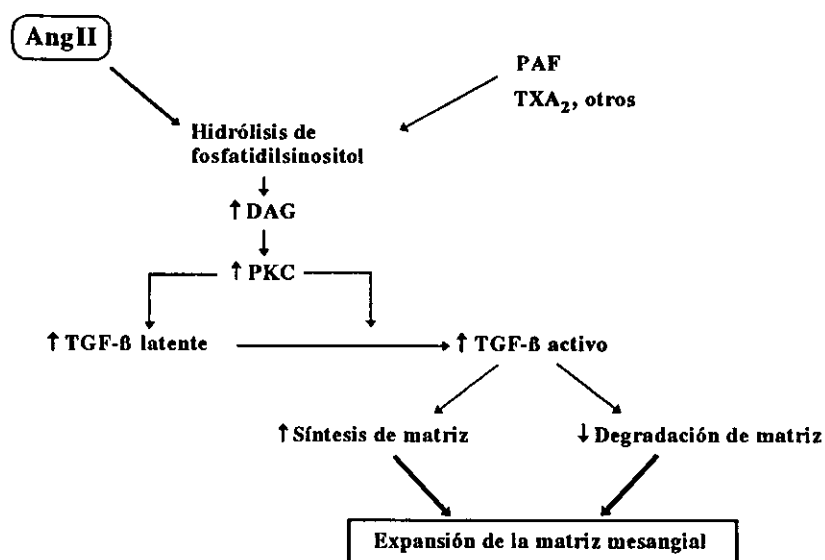 AngII
PAF
TXA₂, otros
Hidrólisis de
fosfatidilsinositol
↑ DAG
↑ PKC
↑ TGF-ß latente
↑ TGF-ß activo
↑ Síntesis de matriz
↓ Degradación de matriz
Expansión de la matriz mesangial